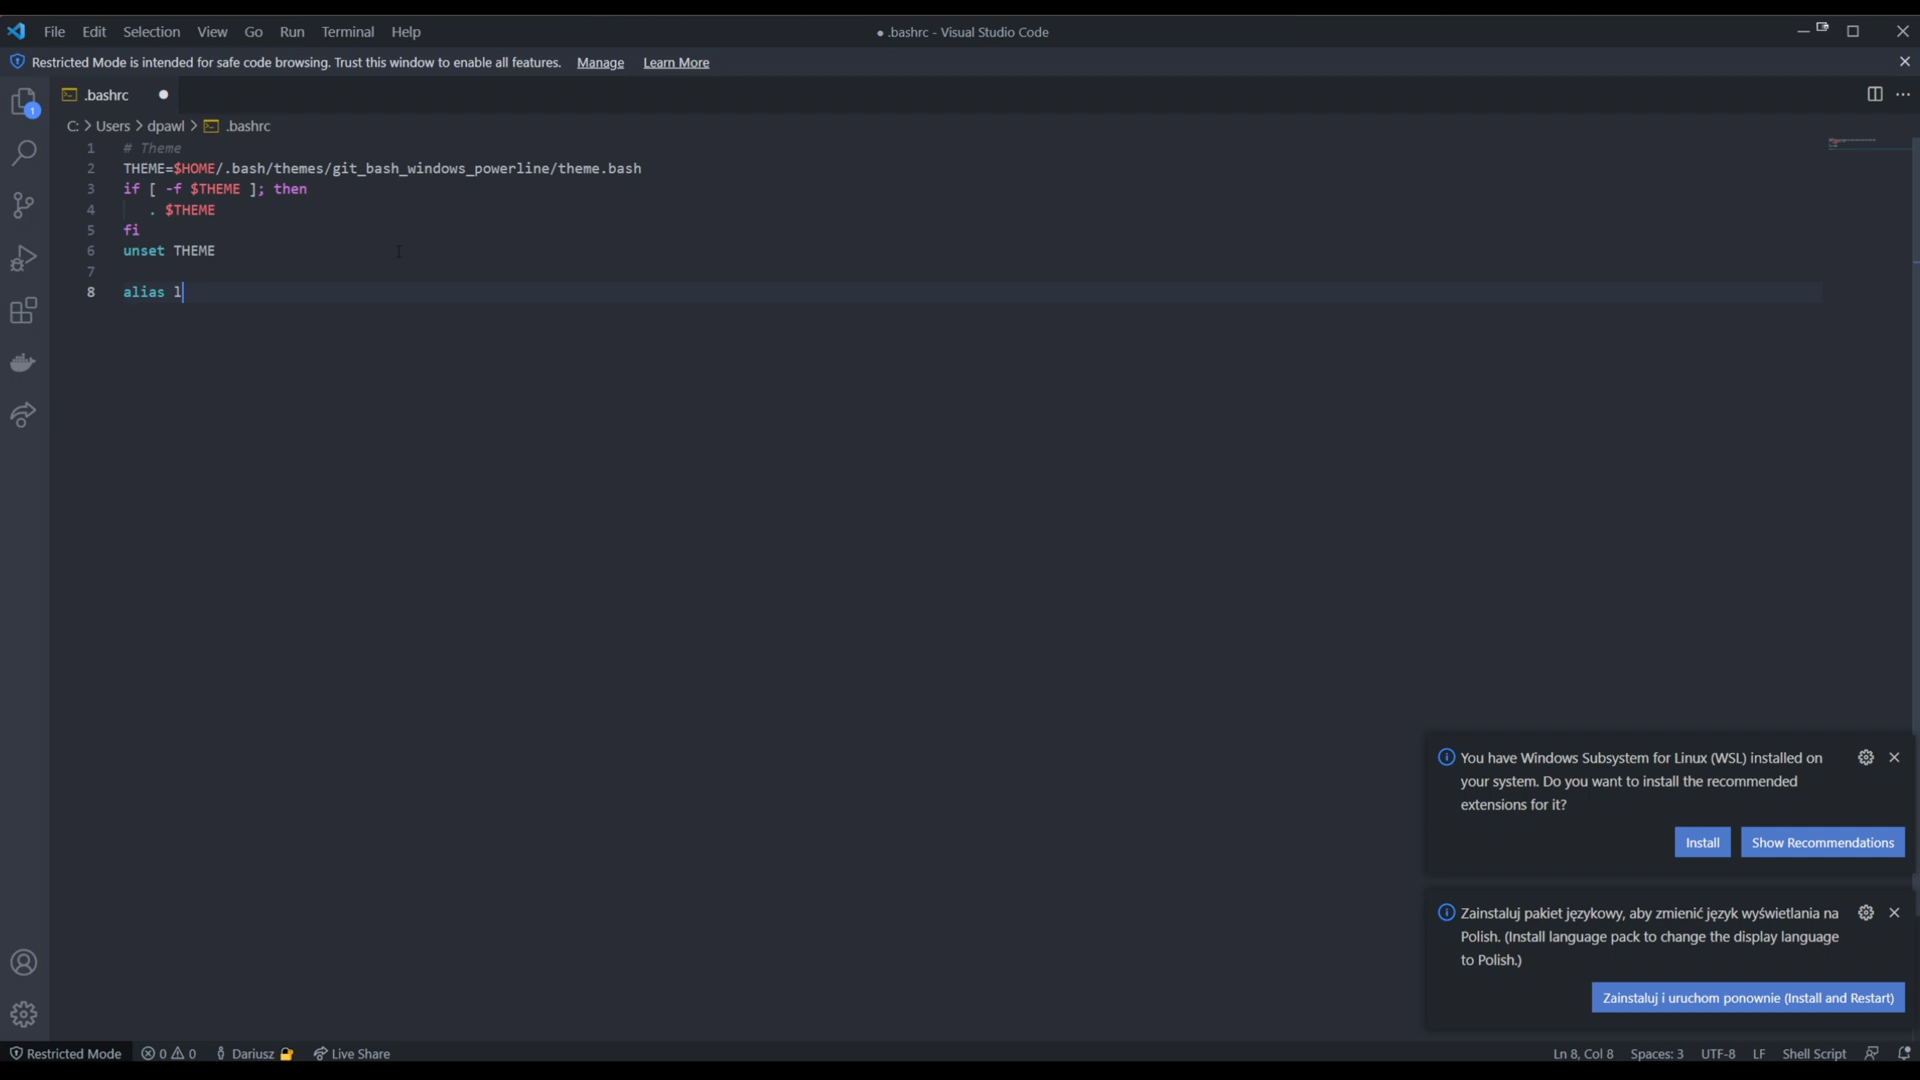 File Edit Selection View Go Run Terminal Help
● .bashrc - Visual Studio Code
Restricted Mode is intended for safe code browsing. Trust this window to enable all features. Manage Learn More
.bashrc
C: > Users > dpawl > .bashrc
1 # Theme
2 THEME=$HOME/.bash/themes/git_bash_windows_powerline/theme.bash
3 if [ -f $THEME ]; then
4 . $THEME
5 fi
6 unset THEME
7
8 alias l
1
You have Windows Subsystem for Linux (WSL) installed on
your system. Do you want to install the recommended
extensions for it?
Install Show Recommendations
Zainstaluj pakiet językowy, aby zmienić język wyświetlania na
Polish. (Install language pack to change the display language
to Polish.)
Zainstaluj i uruchom ponownie (Install and Restart)
Restricted Mode 0 0 Dariusz Live Share Ln 8, Col 8 Spaces: 3 UTF-8 LF Shell Script